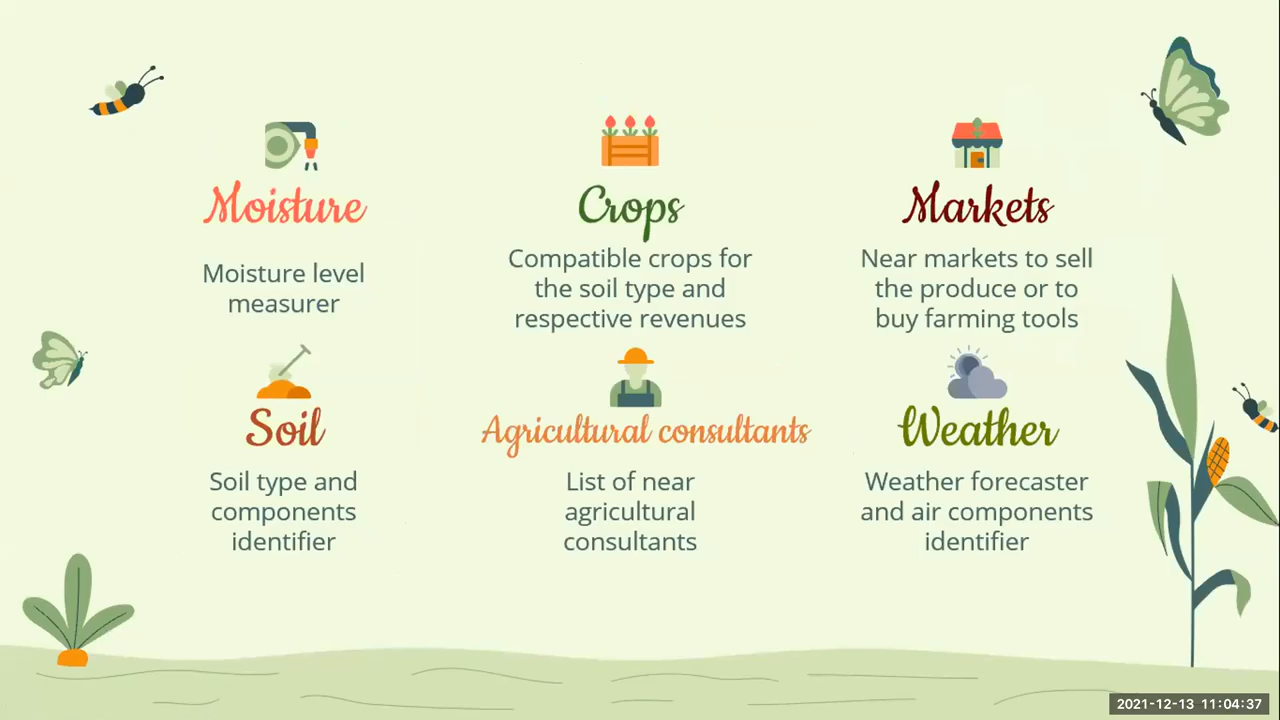 Moisture
Moisture level
measurer
Crops
Compatible crops for
the soil type and
respective revenues
Markets
Near markets to sell
the produce or to
buy farming tools
Soil
Soil type and
components
identifier
Agricultural consultants
List of near
agricultural
consultants
Weather
Weather forecaster
and air components
identifier
2021-12-13 11:04:37